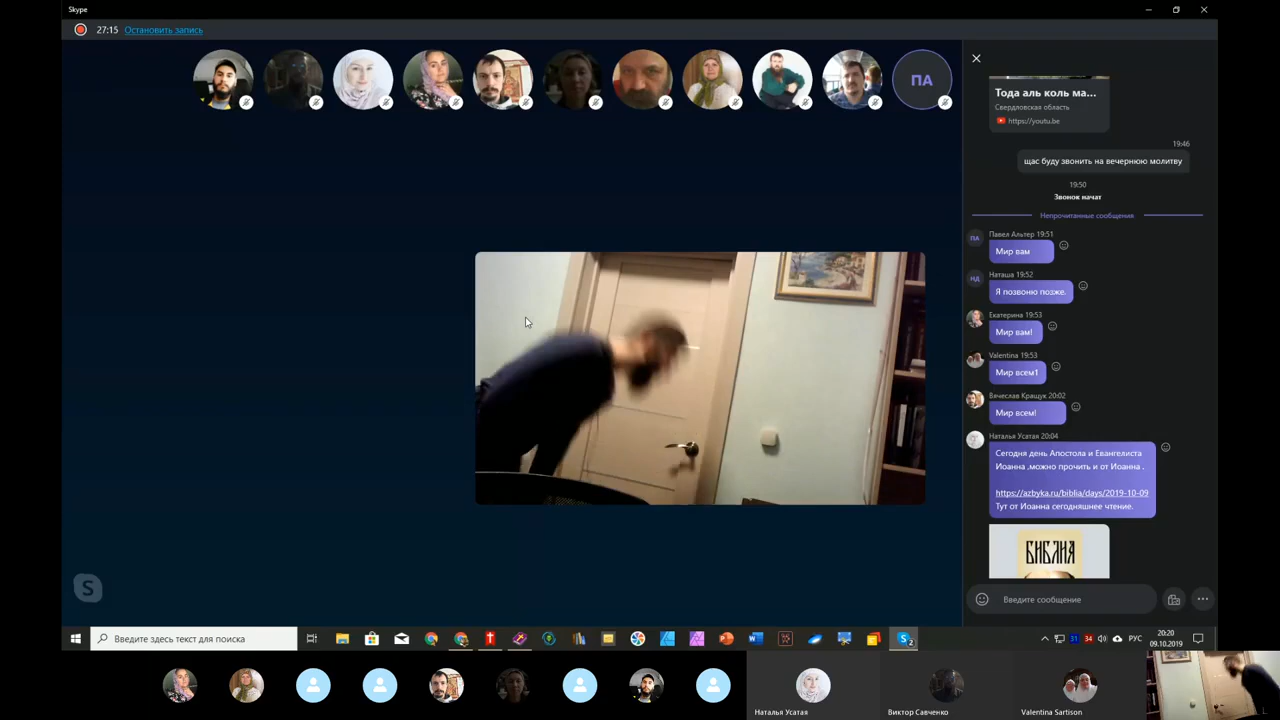 Skype
27:15 Остановить запись
ПА
Тода аль коль ма...
Свердловская область
https://youtu.be
19:46
щас буду звонить на вечернюю молитву
19:50
Звонок начат
Непрочитанные сообщения
ПА
Павел Альтер 19:51
Мир вам
НД
Наташа 19:52
Я позвоню позже.
Екатерина 19:53
Мир вам!
Valentina 19:53
Мир всем1
Вячеслав Кращук 20:02
Мир всем!
Наталья Усатая 20:04
Сегодня день Апостола и Евангелиста
Иоанна ,можно прочить и от Иоанна .
https://azbyka.ru/biblia/days/2019-10-09
Тут от Иоанна сегодняшнее чтение.
БИБЛИЯ
Введите сообщение
S
Введите здесь текст для поиска
31
34
РУС
20:20
09.10.2019
Наталья Усатая
Виктор Савченко
Valentina Sartison